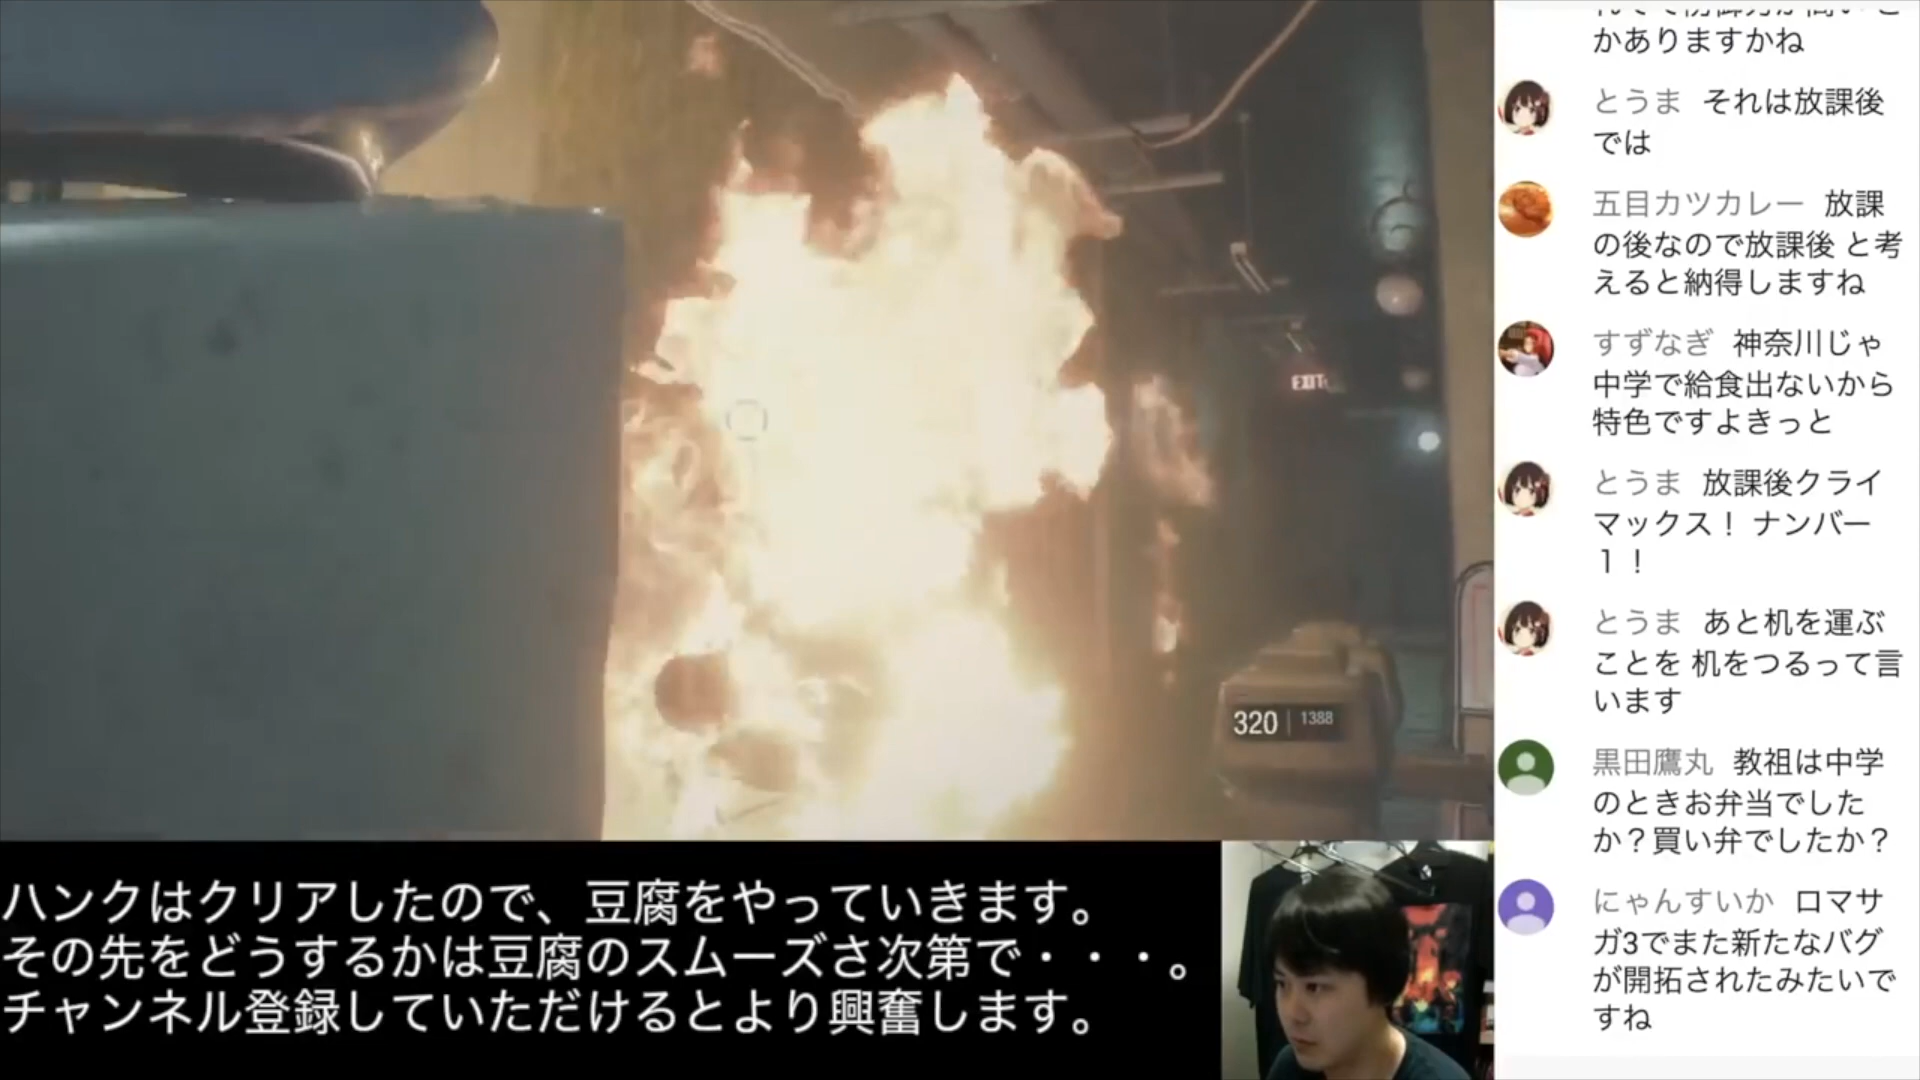 EXIT
320 1388
ハンクはクリアしたので、豆腐をやっていきます。
その先をどうするかは豆腐のスムーズさ次第で・・・。
チャンネル登録していただけるとより興奮します。
かありますかね
とうま それは放課後
では
五目カツカレー 放課
の後なので放課後 と考
えると納得しますね
すずなぎ 神奈川じゃ
中学で給食出ないから
特色ですよきっと
とうま 放課後クライ
マックス！ ナンバー
１！
とうま あと机を運ぶ
ことを 机をつるって言
います
黒田鷹丸 教祖は中学
のときお弁当でした
か？買い弁でしたか？
にゃんすいか ロマサ
ガ3でまた新たなバグ
が開拓されたみたいで
すね